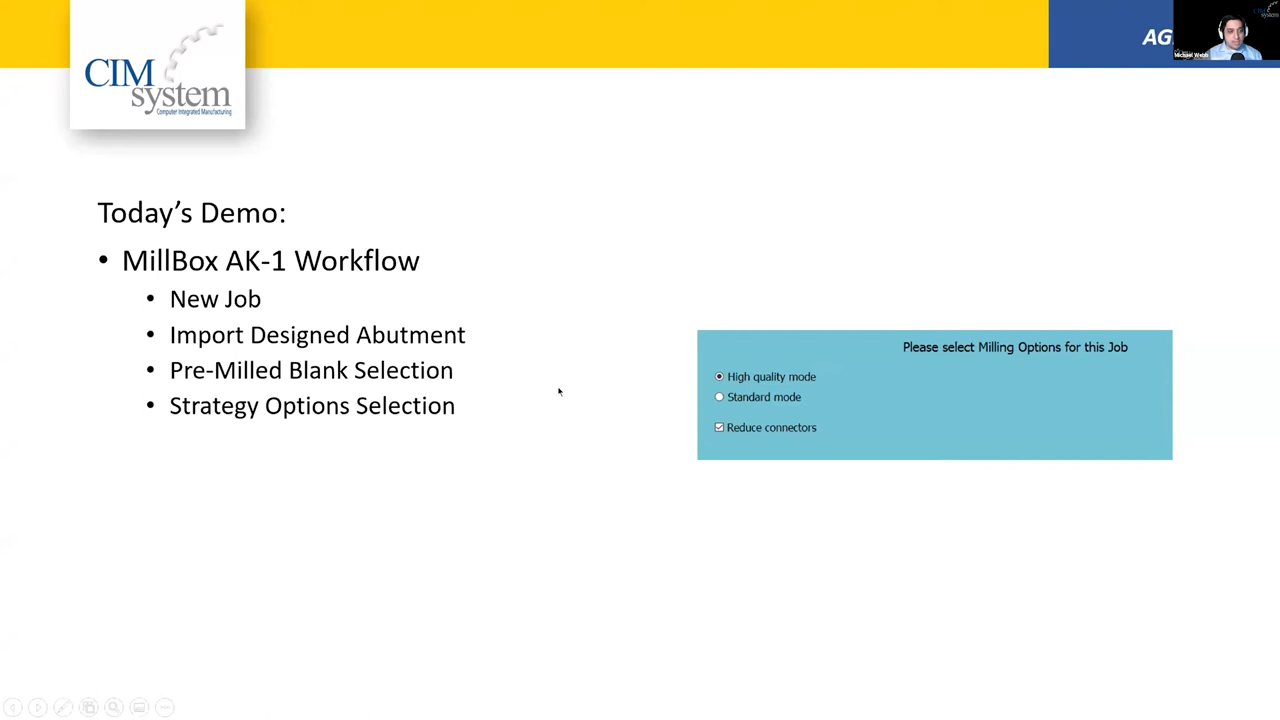 CIM
system
Computer Integrated Manufacturing
AG
Michael Webb
Today's Demo:
• MillBox AK-1 Workflow
• New Job
• Import Designed Abutment
• Pre-Milled Blank Selection
• Strategy Options Selection
Please select Milling Options for this Job
High quality mode
Standard mode
Reduce connectors